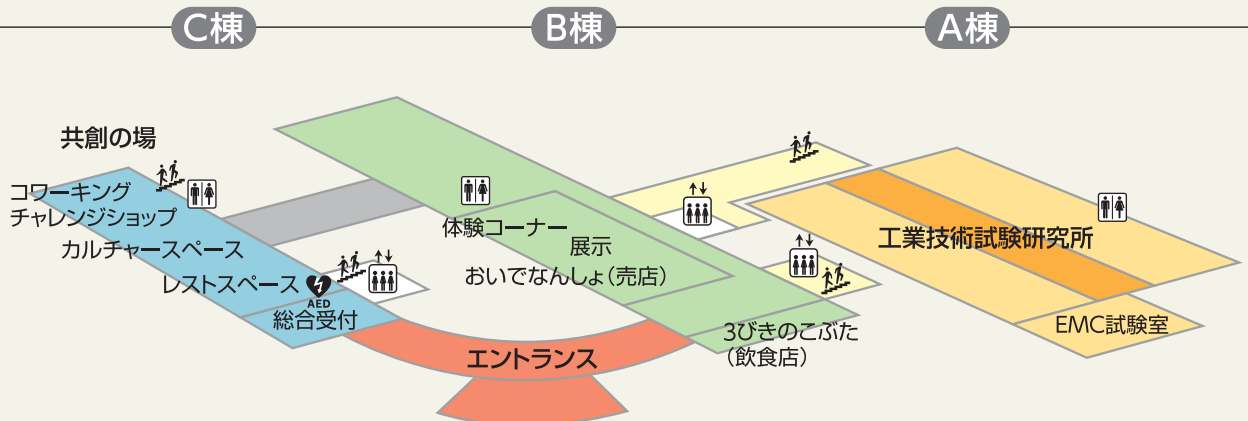 C棟
B棟
A棟
共創の場
コワーキング
チャレンジショップ
カルチャースペース
レストスペース
AED
総合受付
体験コーナー
展示
おいでなんしょ（売店）
エントランス
3びきのこぶた
（飲食店）
工業技術試験研究所
EMC試験室